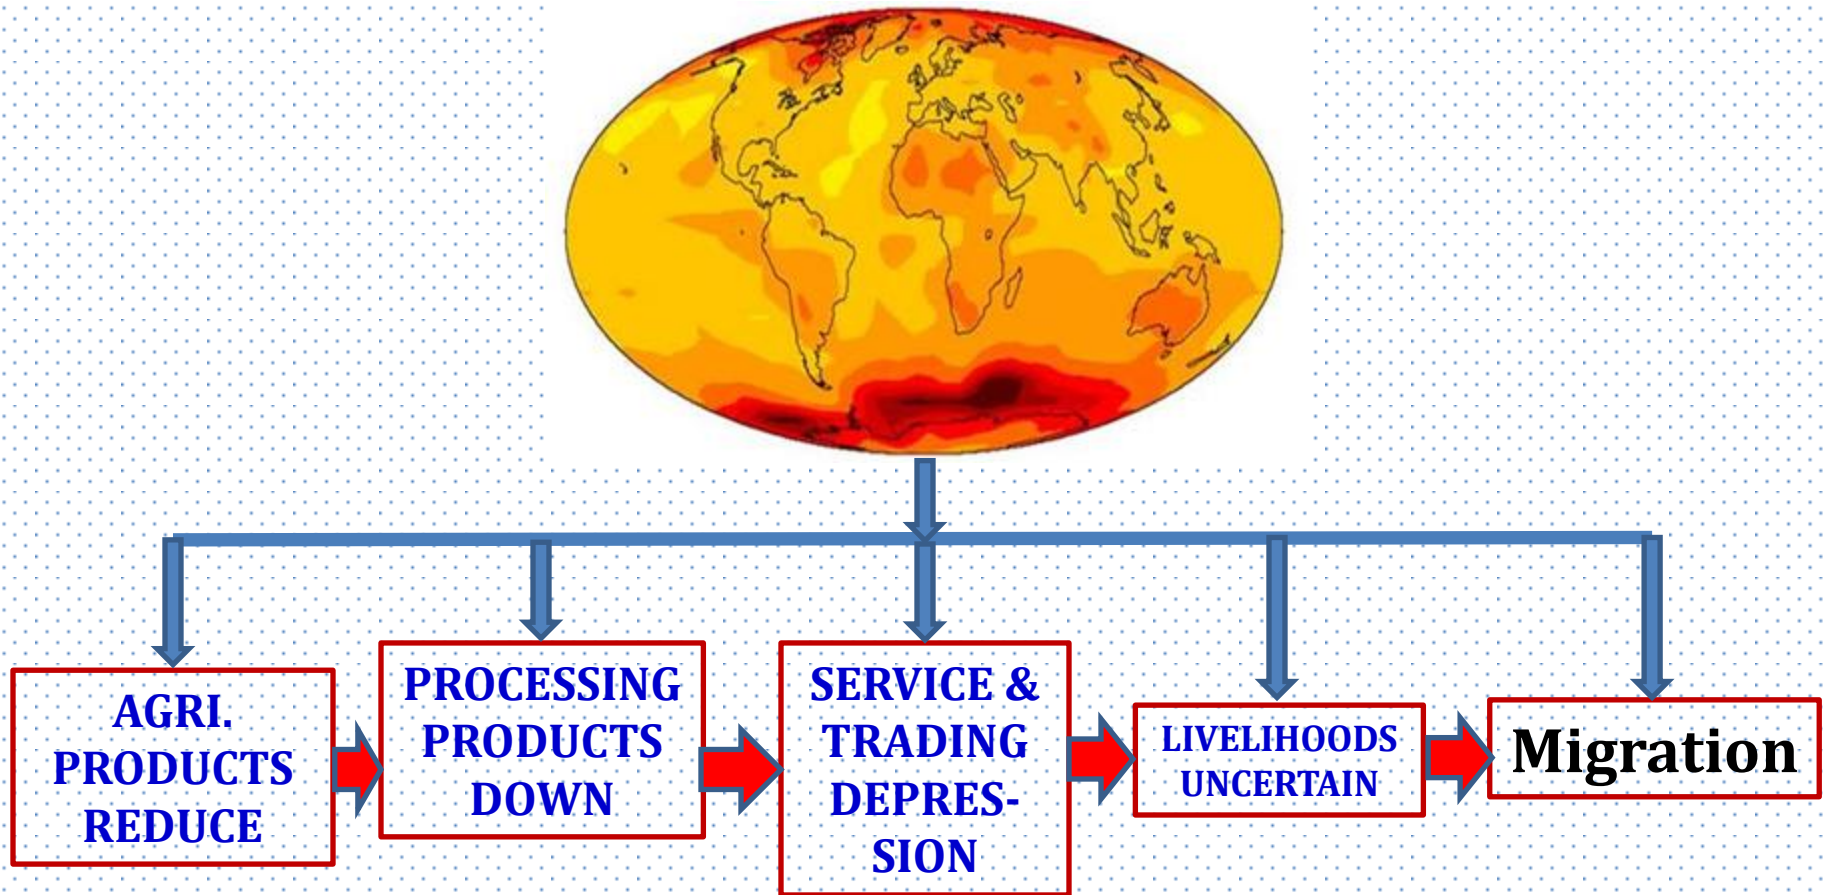 AGRI.
PRODUCTS
REDUCE
PROCESSING
PRODUCTS
DOWN
SERVICE &
TRADING
DEPRES-
SION
LIVELIHOODS
UNCERTAIN
Migration